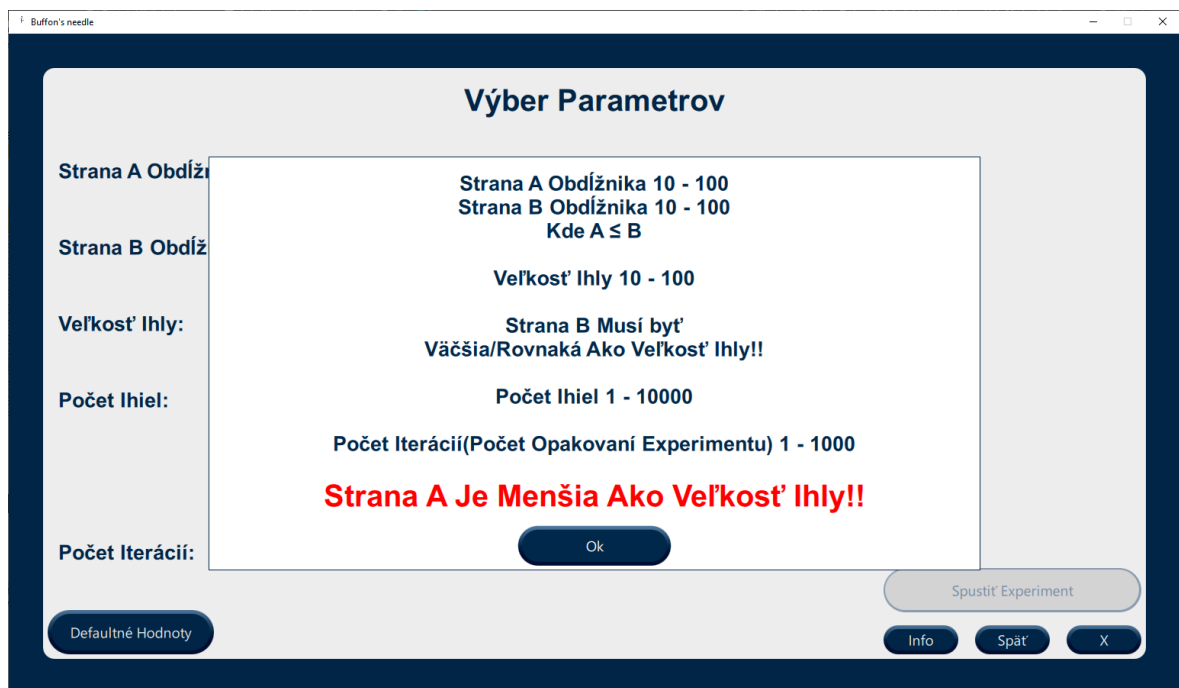 Buffon's needle
Výber Parametrov
Strana A Obdĺžn
Strana B Obdĺž
Veľkosť Ihly:
Počet Ihiel:
Počet Iterácií:
Strana A Obdĺžnika 10 - 100
Strana B Obdĺžnika 10 - 100
Kde A ≤ B
Veľkosť Ihly 10 - 100
Strana B Musí byť
Väčšia/Rovnaká Ako Veľkosť Ihly!!
Počet Ihiel 1 - 10000
Počet Iterácií(Počet Opakovaní Experimentu) 1 - 1000
Strana A Je Menšia Ako Veľkosť Ihly!!
Ok
Spustiť Experiment
Defaultné Hodnoty
Info
Späť
X